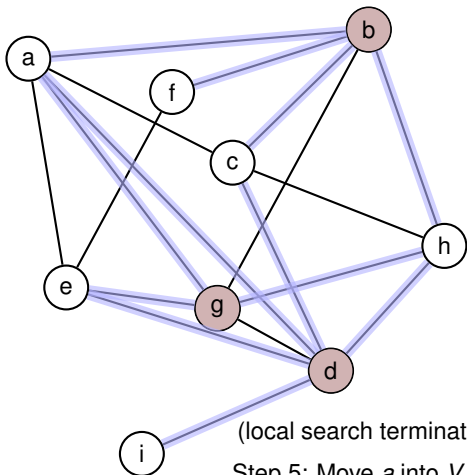 b
a
f
c
h
e
g
d
(local search terminat
i
Step 5: Move a into V